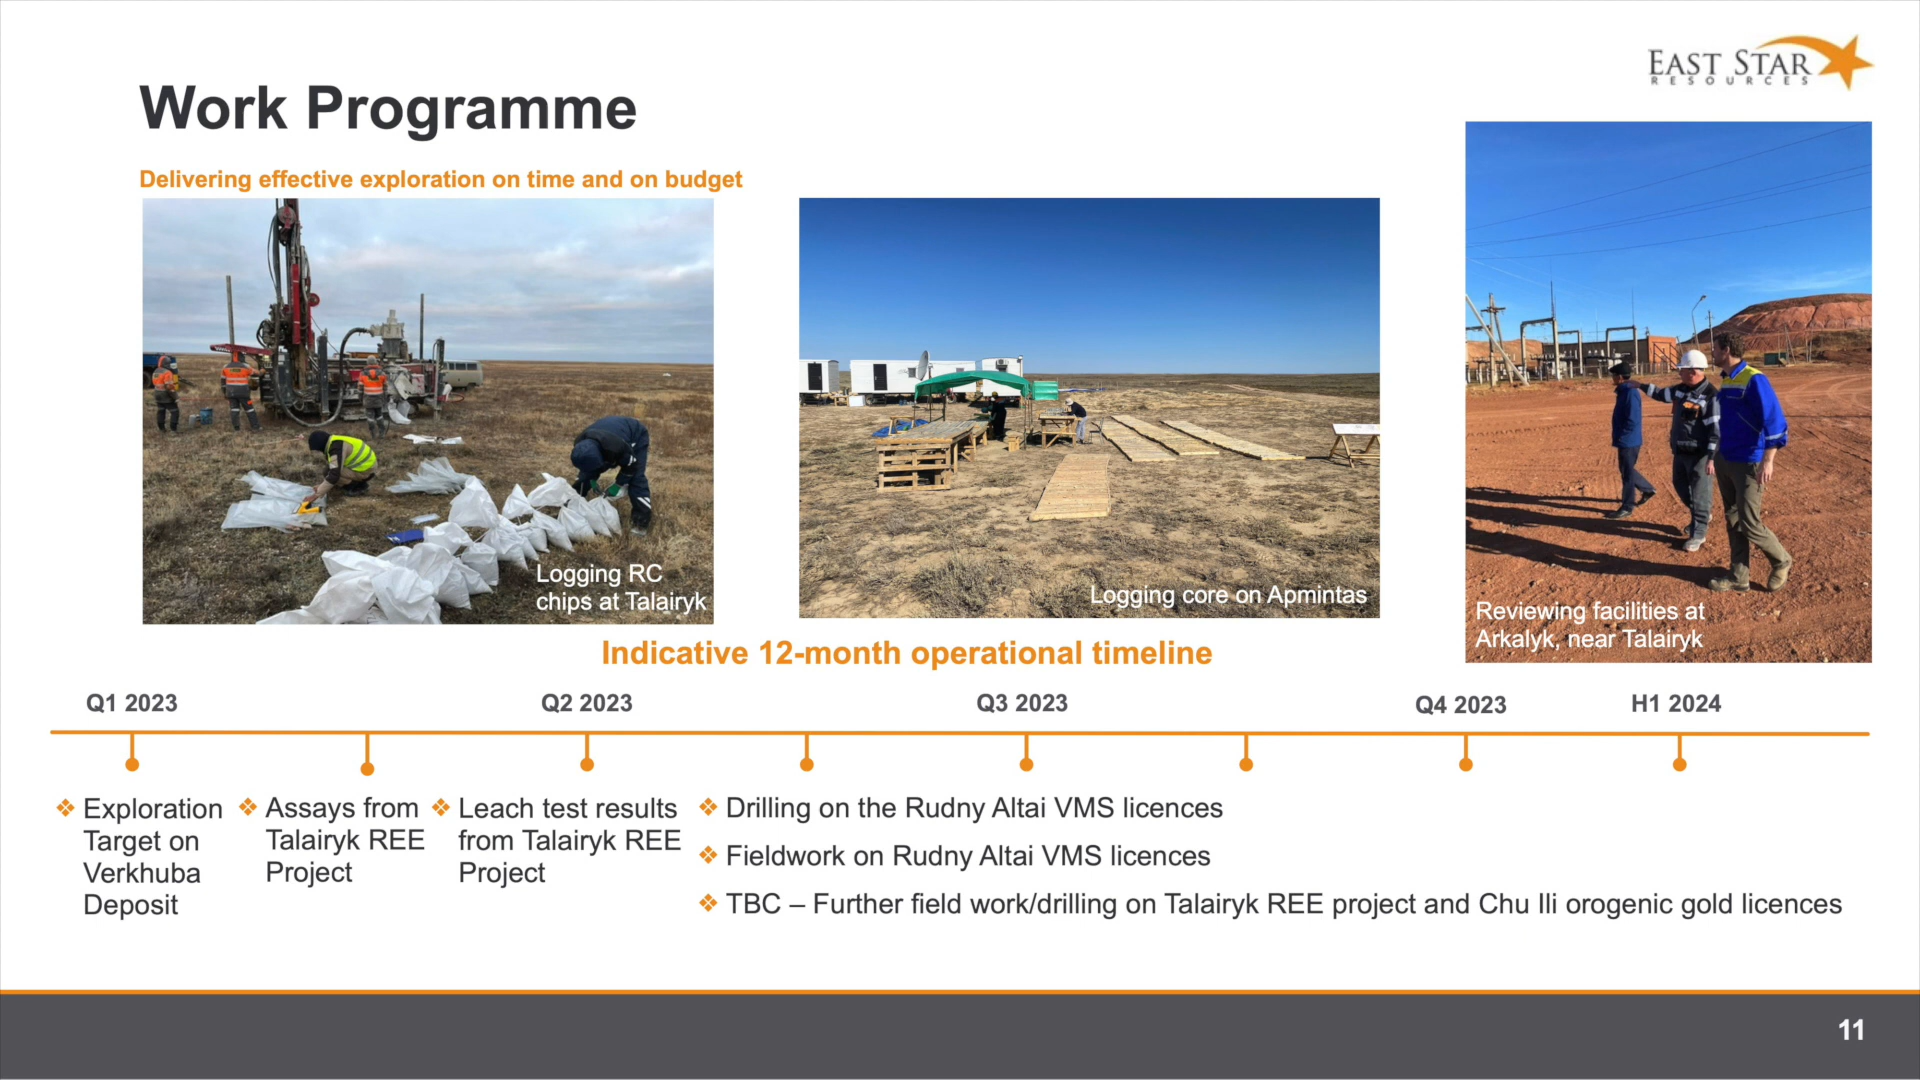 EAST STAR
RESOURCES
Work Programme
Delivering effective exploration on time and on budget
Logging RC
chips at Talairyk
Logging core on Apmintas
Reviewing facilities at
Arkalyk, near Talairyk
Indicative 12-month operational timeline
Q1 2023
Q2 2023
Q3 2023
Q4 2023
H1 2024
❖ Exploration
Target on
Verkhuba
Deposit
❖ Assays from
Talairyk REE
Project
❖ Leach test results
from Talairyk REE
Project
❖ Drilling on the Rudny Altai VMS licences
❖ Fieldwork on Rudny Altai VMS licences
❖ TBC – Further field work/drilling on Talairyk REE project and Chu Ili orogenic gold licences
11